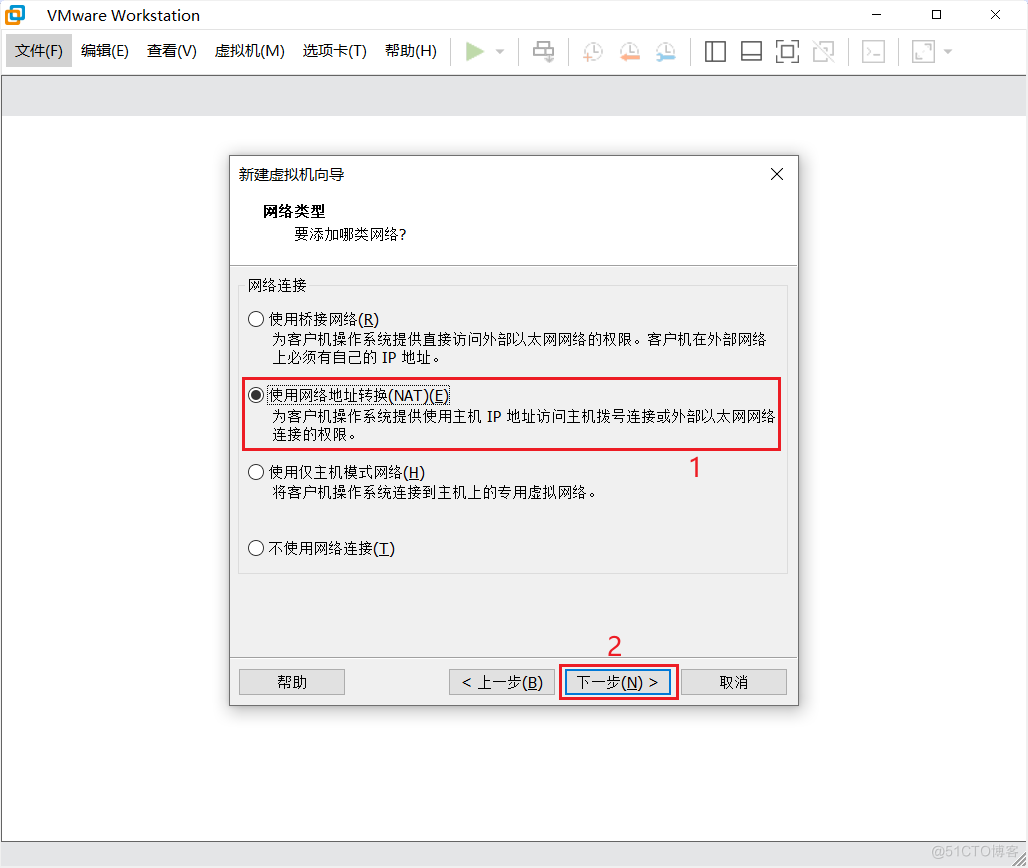 VMware Workstation
文件(F) 编辑(E) 查看(V) 虚拟机(M) 选项卡(T) 帮助(H)
新建虚拟机向导
网络类型
要添加哪类网络?
网络连接
使用桥接网络(R)
为客户机操作系统提供直接访问外部以太网网络的权限。客户机在外部网络
上必须有自己的 IP 地址。
使用网络地址转换(NAT)(E)
为客户机操作系统提供使用主机 IP 地址访问主机拨号连接或外部以太网网络
连接的权限。
1
使用仅主机模式网络(H)
将客户机操作系统连接到主机上的专用虚拟网络。
不使用网络连接(T)
2
帮助 < 上一步(B) 下一步(N) > 取消
@51CTO博客